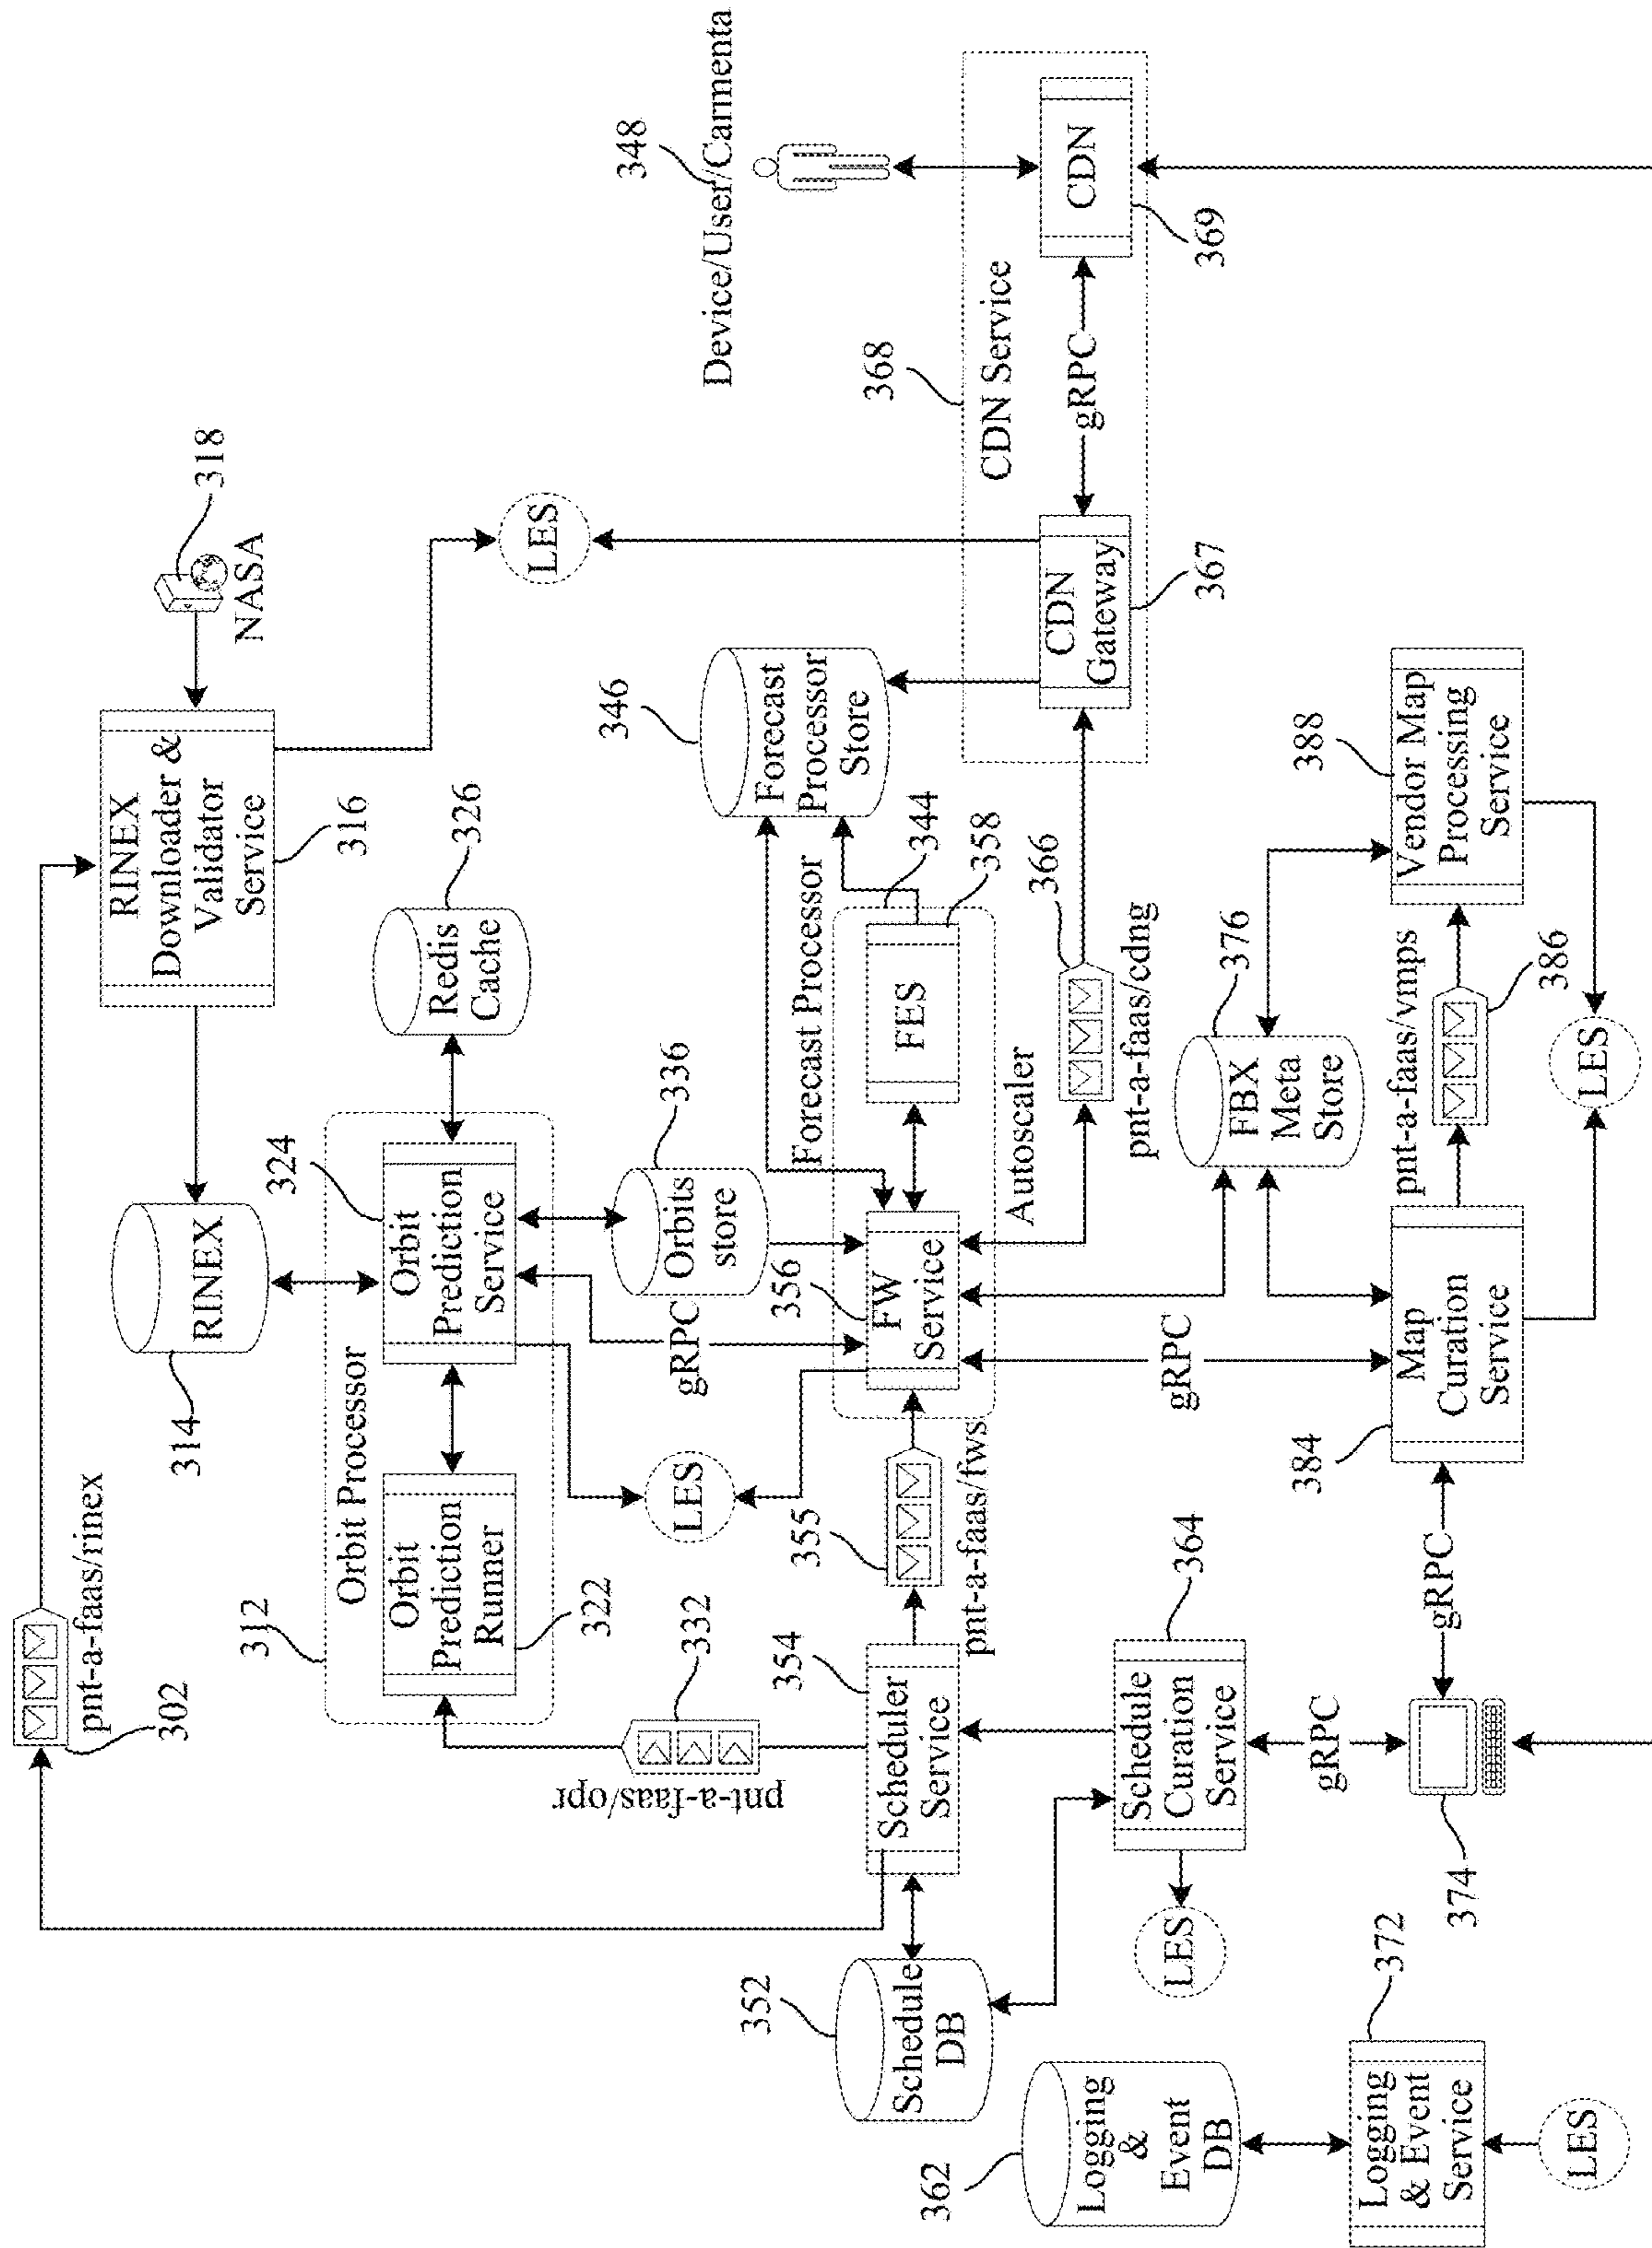 302
pnt-a-faas/rinex
RINEX
Downloader &
Validator
Service
316
318
NASA
314
RINEX
312
Orbit Processor
Orbit
Prediction
Runner
322
324
Orbit
Prediction
Service
326
Redis
Cache
LES
348
Device/User/Carmenta
332
pnt-a-faas/opr
LES
gRPC
336
Orbits
store
346
Forecast
Processor
Store
352
Schedule
DB
354
Scheduler
Service
355
pnt-a-faas/fws
356
FW
Service
Forecast Processor
344
358
FES
Autoscaler
366
pnt-a-faas/cdng
368
CDN Service
CDN
Gateway
367
gRPC
CDN
369
362
Logging
&
Event
DB
372
Logging
& Event
Service
LES
LES
364
Schedule
Curation
Service
gRPC
374
gRPC
gRPC
384
Map
Curation
Service
376
FBX
Meta
Store
pnt-a-faas/vmps
386
388
Vendor Map
Processing
Service
LES